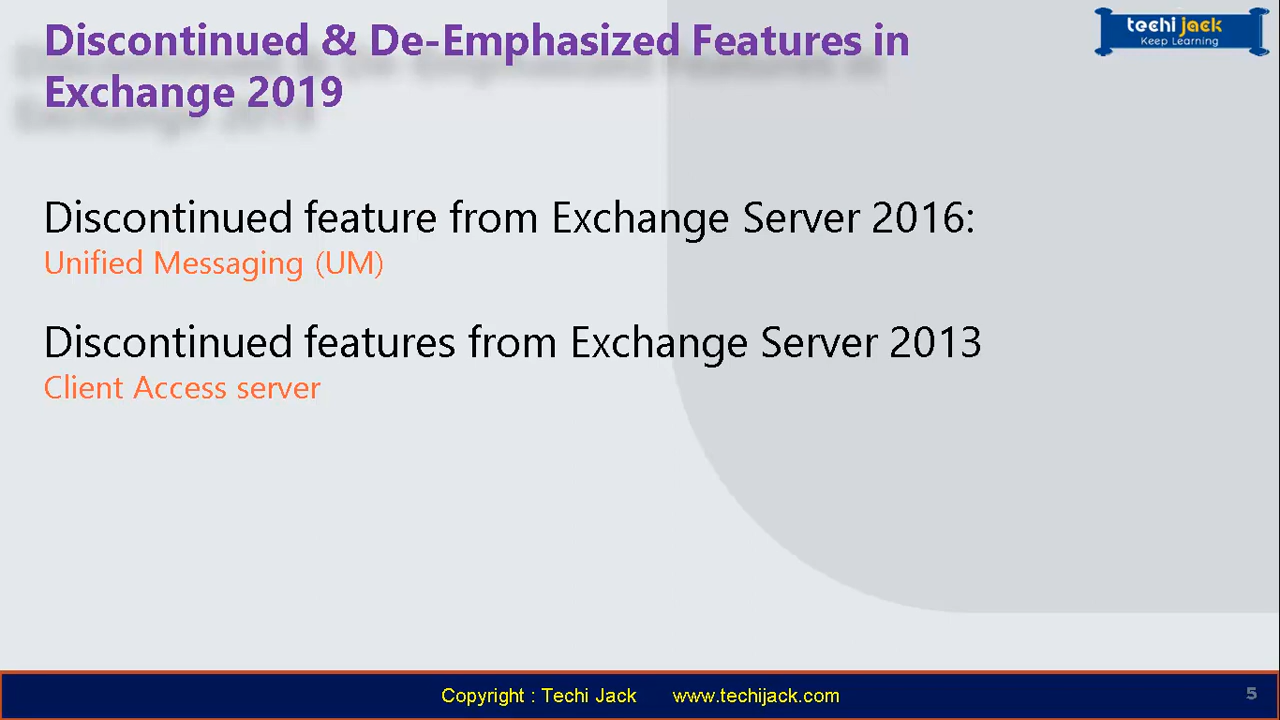 Discontinued & De-Emphasized Features in
Exchange 2019
techi jack
Keep Learning
Discontinued feature from Exchange Server 2016:
Unified Messaging (UM)
Discontinued features from Exchange Server 2013
Client Access server
Copyright : Techi Jack www.techijack.com
5